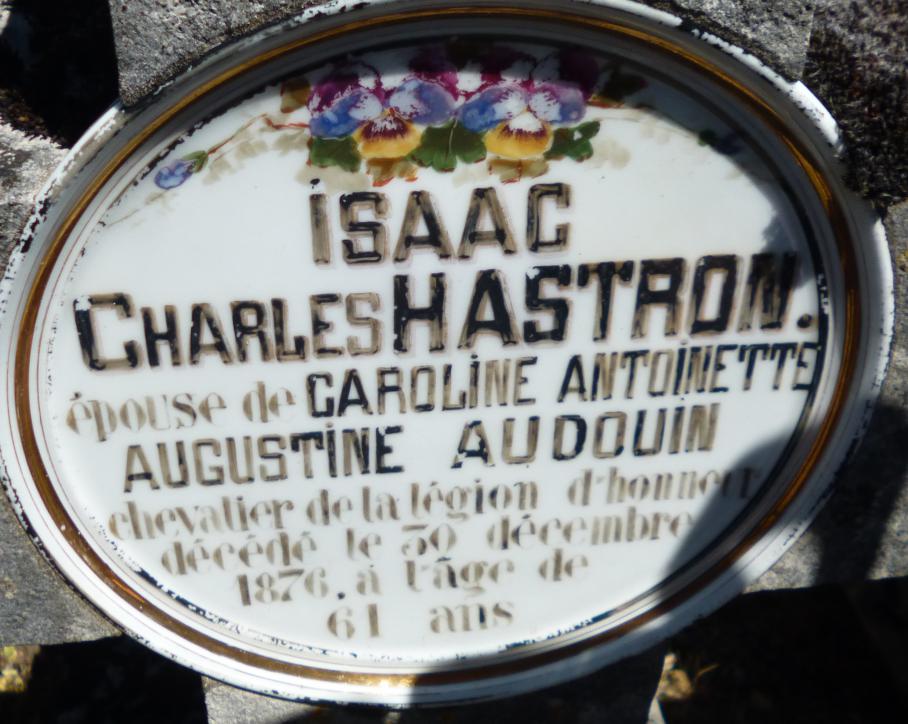 ISAAC
CHARLES HASTRON.
épouse de CAROLINE ANTOINETTE
AUGUSTINE AUDOUIN
chevalier de la légion d'honneur
décédé le 30 décembre
1876. à l'âge de
61 ans